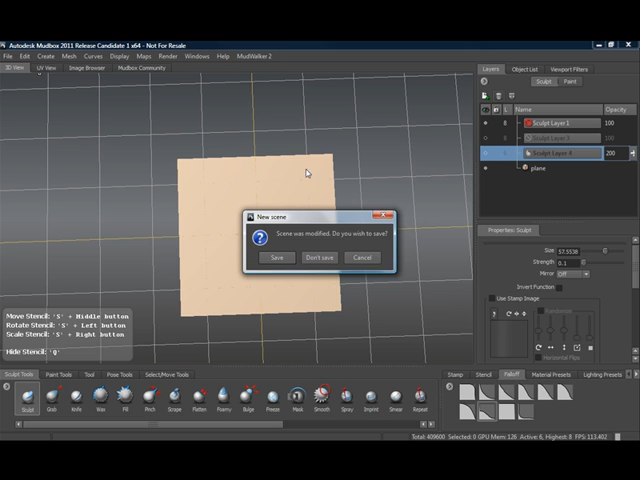 Autodesk Mudbox 2011 Release Candidate 1 x64 - Not For Resale
File Edit Create Mesh Curves Display Maps Render Windows Help MudWalker 2
3D View UV View Image Browser Mudbox Community
Layers Object List Viewport Filters
Sculpt Paint
L Name Opacity
8 Sculpt Layer 1 100
Sculpt Layer 4 200
plane
New scene
Scene was modified. Do you wish to save?
Save Don't save Cancel
Properties: Sculpt
Size 57.5538
Strength 0.1
Mirror Off
Invert Function
Use Stamp Image
Randomize
Horizontal Flips
Move Stencil: 'S' + Middle button
Rotate Stencil: 'S' + Left button
Scale Stencil: 'S' + Right button
Hide Stencil: 'Q'
Sculpt Tools Paint Tools Tool Pose Tools Select/Move Tools
Stamp Stencil Falloff Material Presets Lighting Presets
Sculpt Grab Knife Wax Fill Pinch Scrape Flatten Foamy Bulge Freeze Mask Smooth Spray Imprint Smear Repeat
Total: 409600 Selected: 0 GPU Mem: 126 Active: 6, Highest: 8 FPS: 113.402